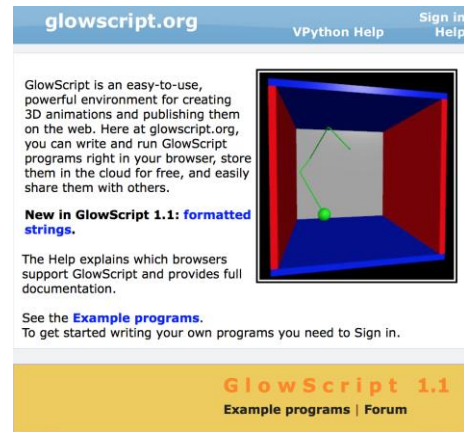 glowscript.org
Sign in
VPython Help Help
GlowScript is an easy-to-use,
powerful environment for creating
3D animations and publishing them
on the web. Here at glowscript.org,
you can write and run GlowScript
programs right in your browser, store
them in the cloud for free, and easily
share them with others.
New in GlowScript 1.1: formatted
strings.
The Help explains which browsers
support GlowScript and provides full
documentation.
See the Example programs.
To get started writing your own programs you need to Sign in.
GlowScript 1.1
Example programs | Forum